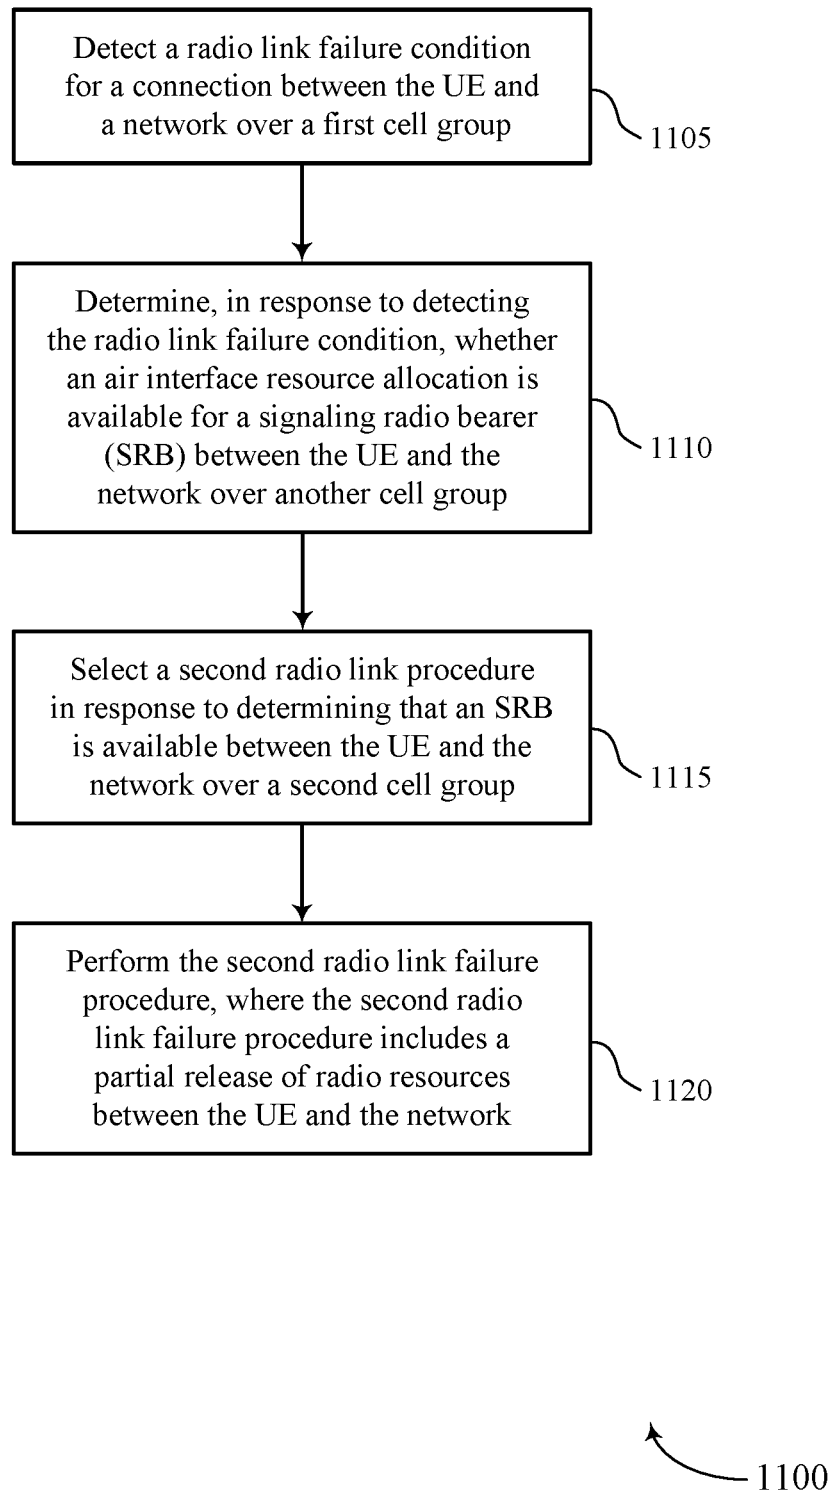 Detect a radio link failure condition
for a connection between the UE and
a network over a first cell group
1105
Determine, in response to detecting
the radio link failure condition, whether
an air interface resource allocation is
available for a signaling radio bearer
(SRB) between the UE and the
network over another cell group
1110
Select a second radio link procedure
in response to determining that an SRB
is available between the UE and the
network over a second cell group
1115
Perform the second radio link failure
procedure, where the second radio
link failure procedure includes a
partial release of radio resources
between the UE and the network
1120
1100